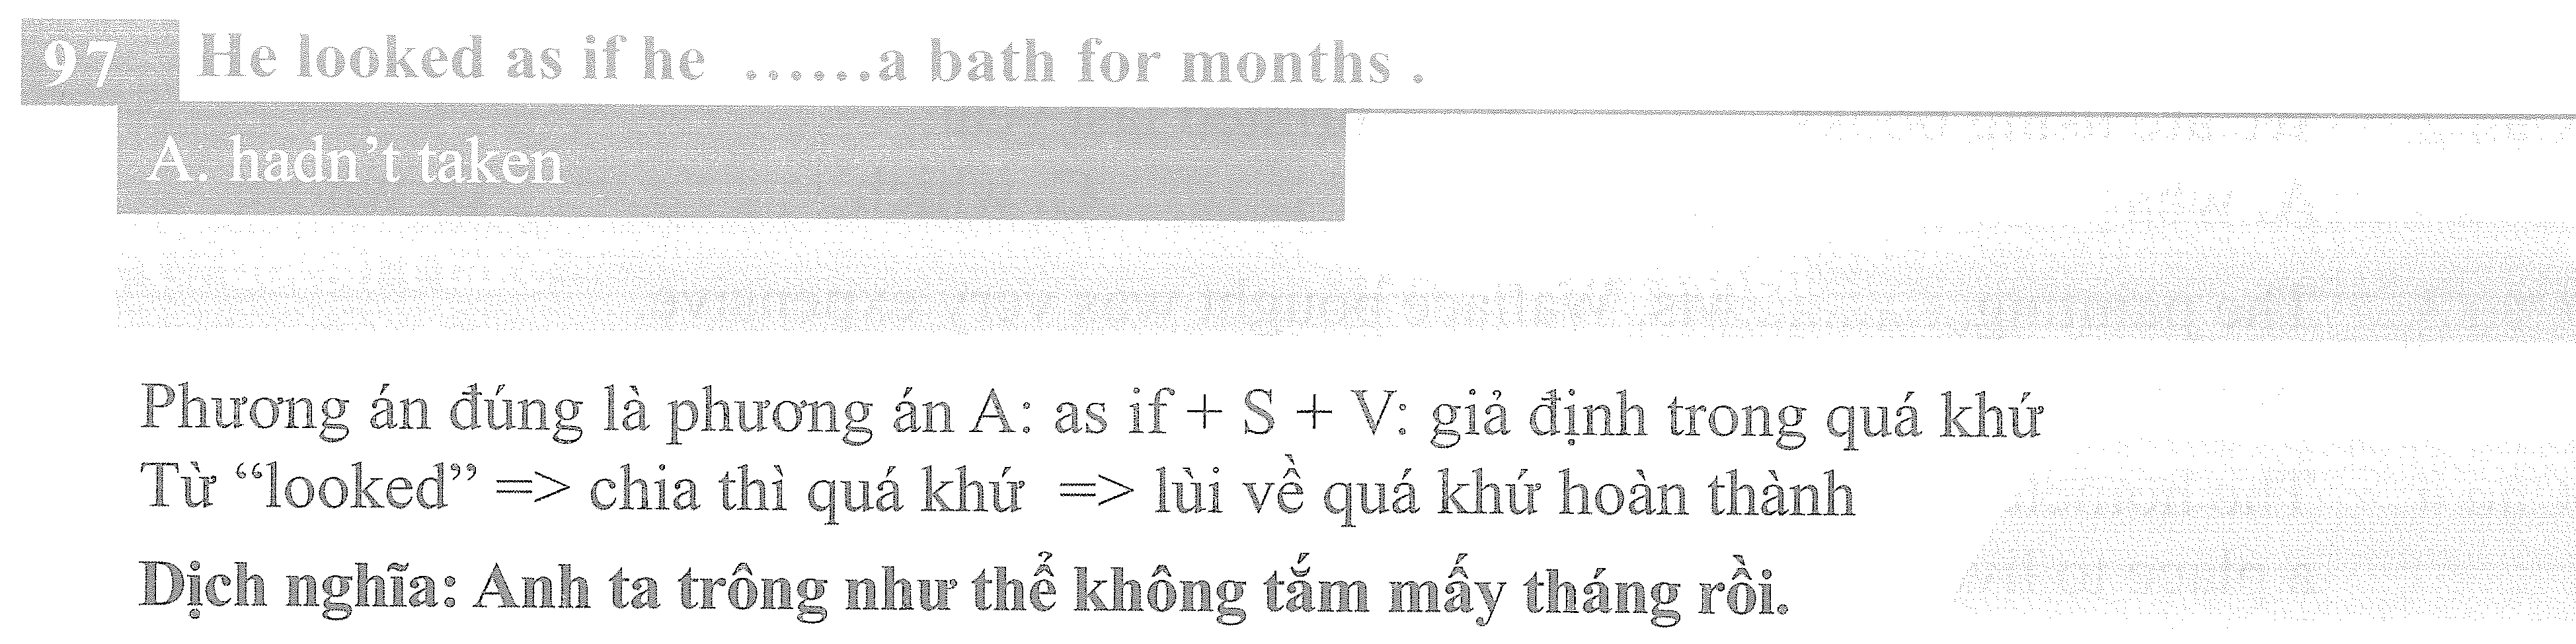 97 He looked as if he ......a bath for months .
A. hadn't taken
Phương án đúng là phương án A: as if + S + V: giả định trong quá khứ
Từ “looked” => chia thì quá khứ => lùi về quá khứ hoàn thành
Dịch nghĩa: Anh ta trông như thể không tắm mấy tháng rồi.